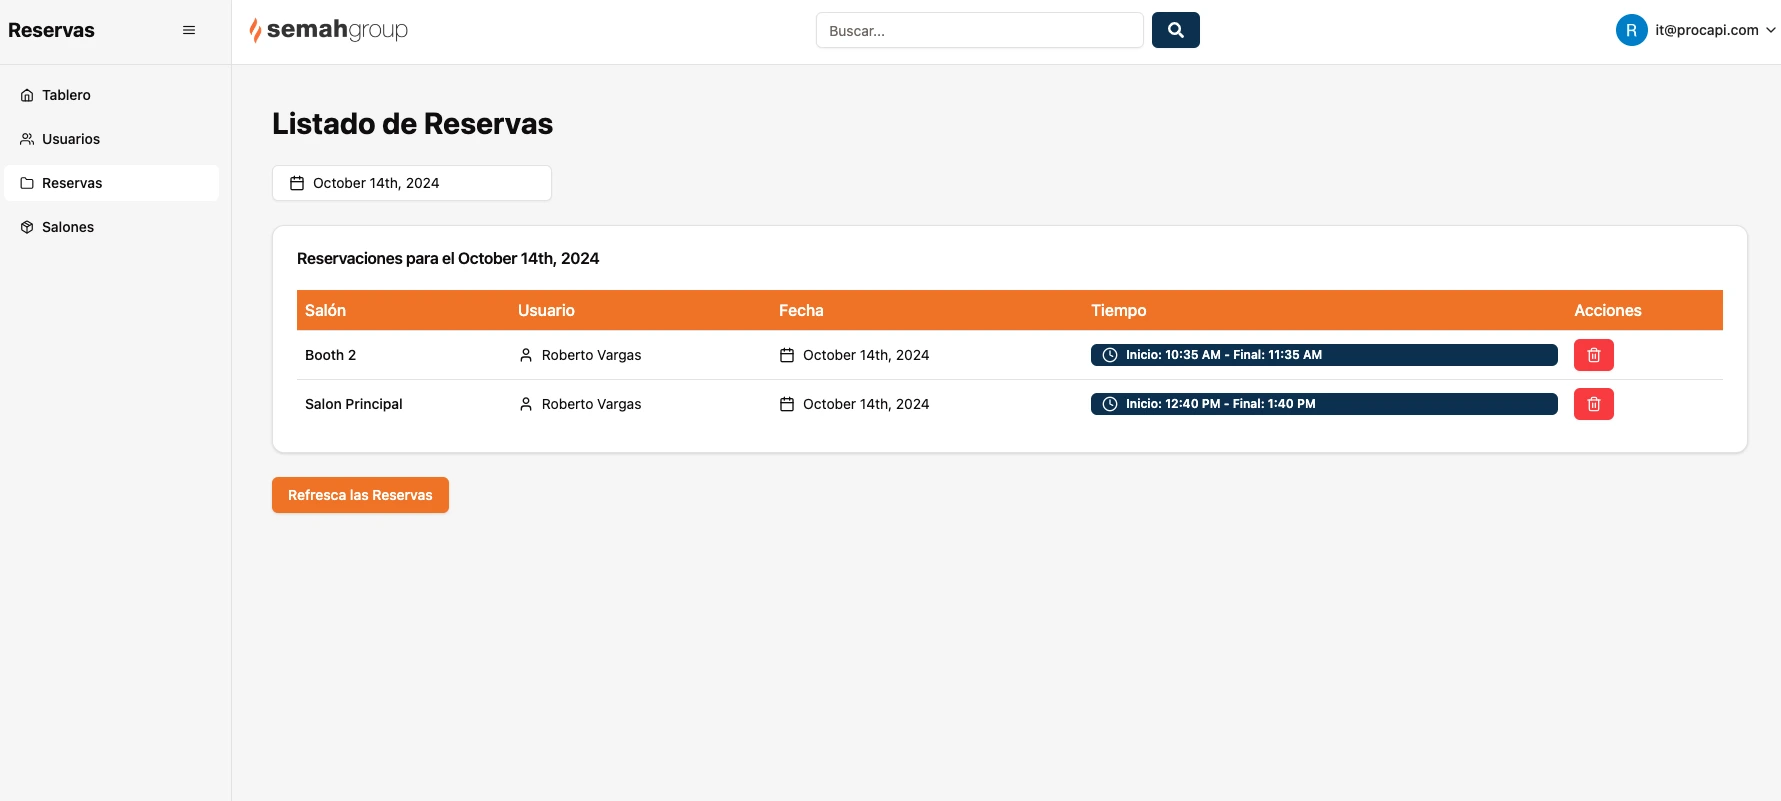 Reservas
semahgroup
Buscar...
R it@procapi.com
Tablero
Usuarios
Reservas
Salones
Listado de Reservas
October 14th, 2024
Reservaciones para el October 14th, 2024
Salón Usuario Fecha Tiempo Acciones
Booth 2 Roberto Vargas October 14th, 2024 Inicio: 10:35 AM - Final: 11:35 AM
Salon Principal Roberto Vargas October 14th, 2024 Inicio: 12:40 PM - Final: 1:40 PM
Refresca las Reservas